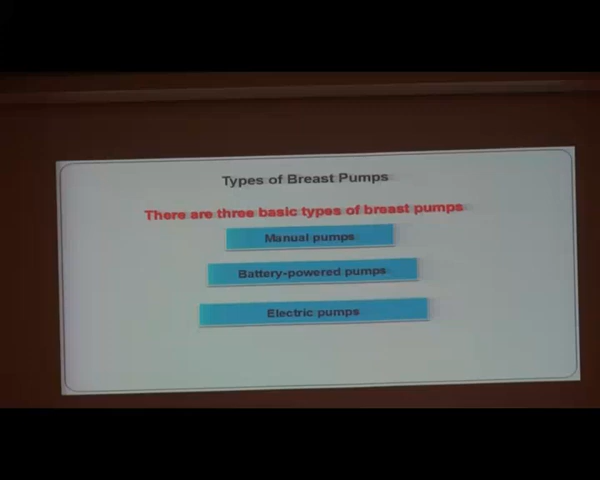 Types of Breast Pumps
There are three basic types of breast pumps
Manual pumps
Battery-powered pumps
Electric pumps